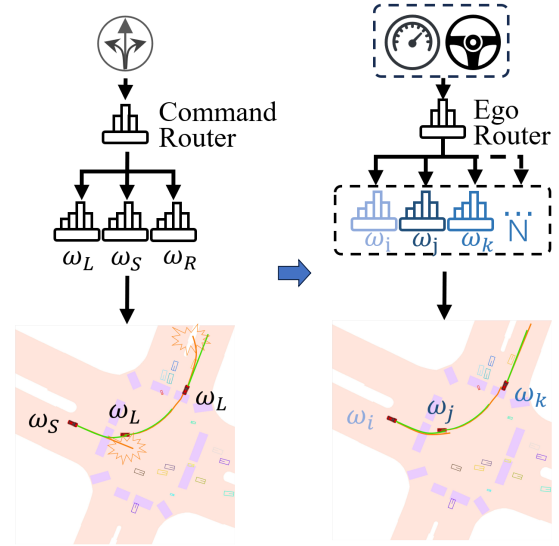 Command
Router
Ego
Router
ω_L ω_S ω_R
ω_i ω_j ω_k ... N
ω_S ω_L ω_L
ω_i ω_j ω_k